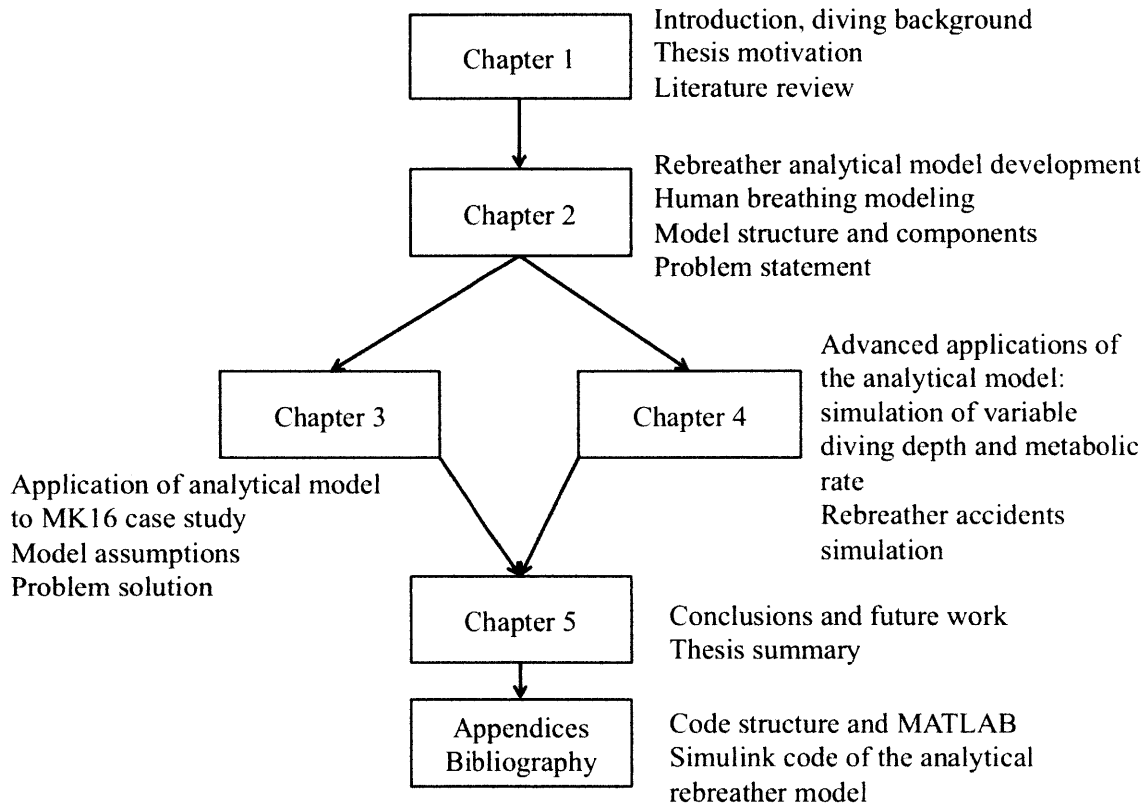 Chapter 1
Introduction, diving background
Thesis motivation
Literature review
Chapter 2
Rebreather analytical model development
Human breathing modeling
Model structure and components
Problem statement
Chapter 3
Application of analytical model
to MK16 case study
Model assumptions
Problem solution
Chapter 4
Advanced applications of
the analytical model:
simulation of variable
diving depth and metabolic
rate
Rebreather accidents
simulation
Chapter 5
Conclusions and future work
Thesis summary
Appendices
Bibliography
Code structure and MATLAB
Simulink code of the analytical
rebreather model